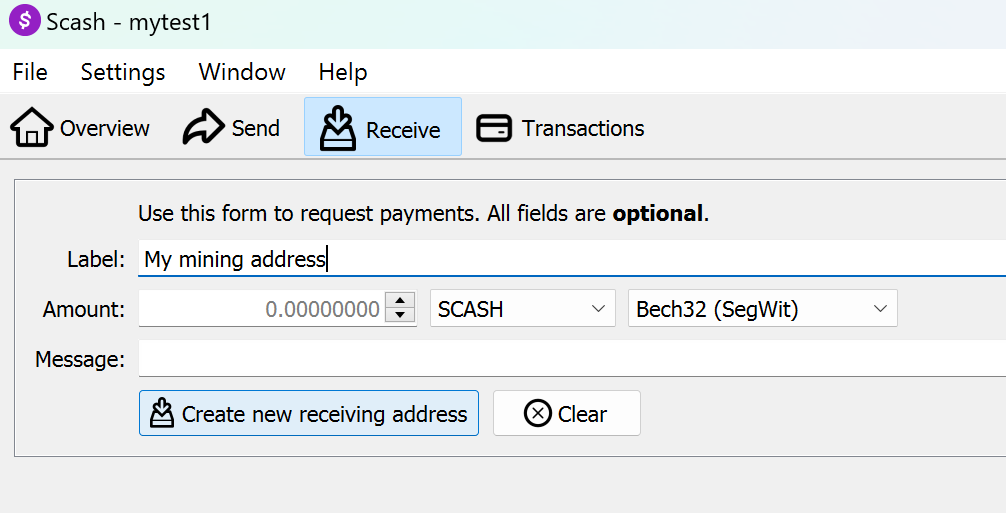 $ Scash - mytest1
File Settings Window Help
Overview Send Receive Transactions
Use this form to request payments. All fields are optional.
Label: My mining address
Amount: 0.00000000 SCASH Bech32 (SegWit)
Message:
Create new receiving address Clear